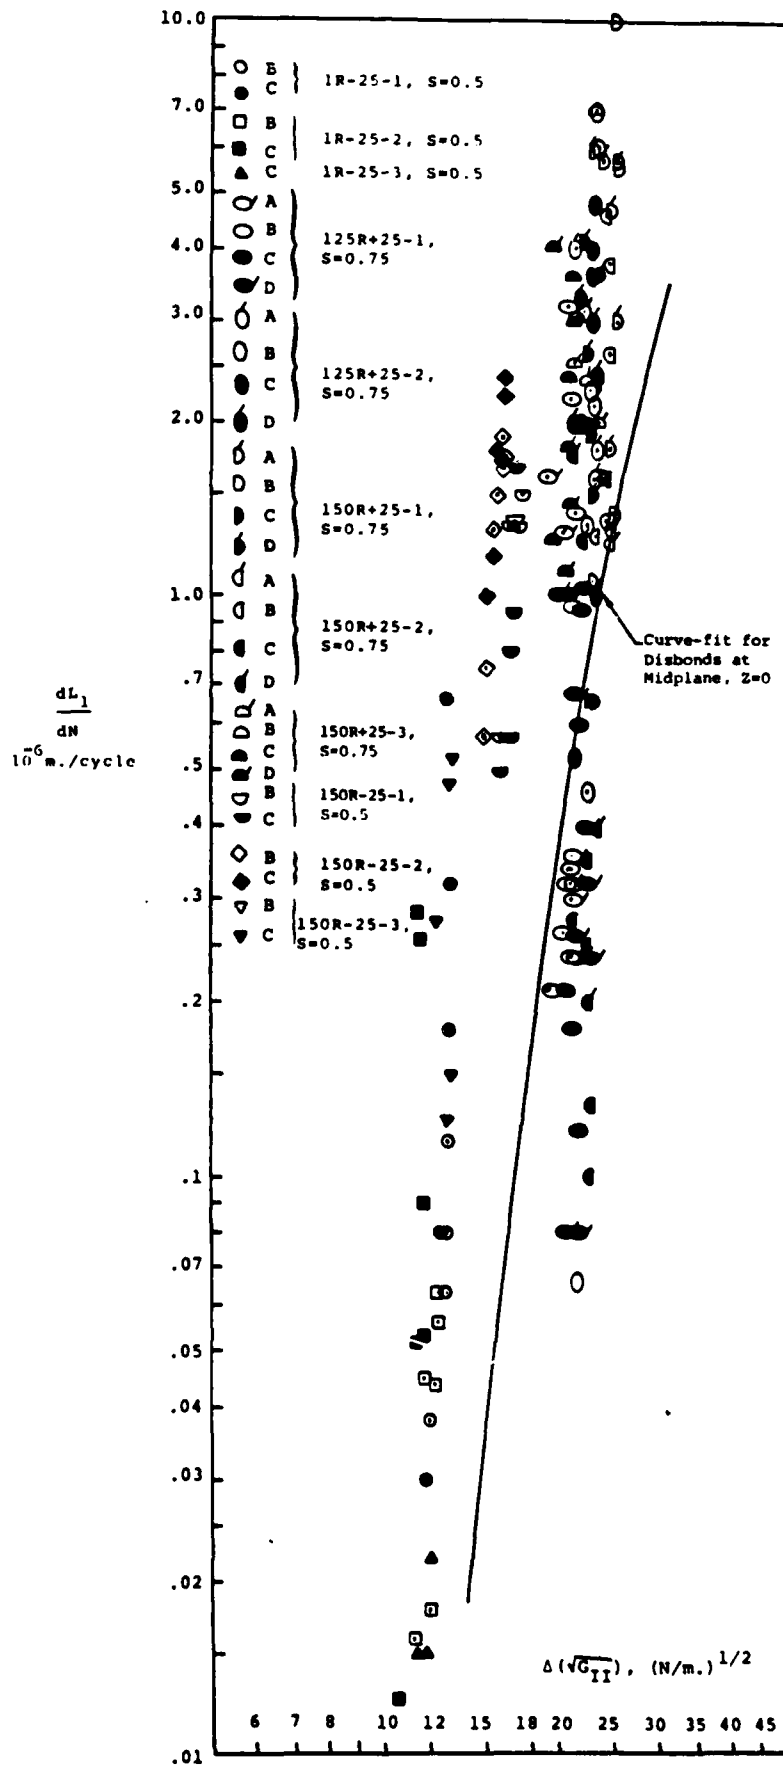 10.0
7.0
5.0
4.0
3.0
2.0
1.0
.7
.5
.4
.3
.2
.1
.07
.05
.04
.03
.02
.01
dL1
dN
10-6m./cycle
B
C
1R-25-1, S=0.5
B
C
1R-25-2, S=0.5
C 1R-25-3, S=0.5
A
B
C
D
125R+25-1,
S=0.75
A
B
C
D
125R+25-2,
S=0.75
A
B
C
D
150R+25-1,
S=0.75
A
B
C
D
150R+25-2,
S=0.75
A
B
C
D
150R+25-3,
S=0.75
B
C
150R-25-1,
S=0.5
B
C
150R-25-2,
S=0.5
B
C
150R-25-3,
S=0.5
Curve-fit for
Disbonds at
Midplane, Z=0
Δ(√GII), (N/m.)1/2
6 7 8 10 12 15 18 20 25 30 35 40 45